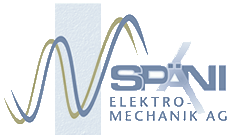 SPÄNI
ELEKTRO-
MECHANIK AG